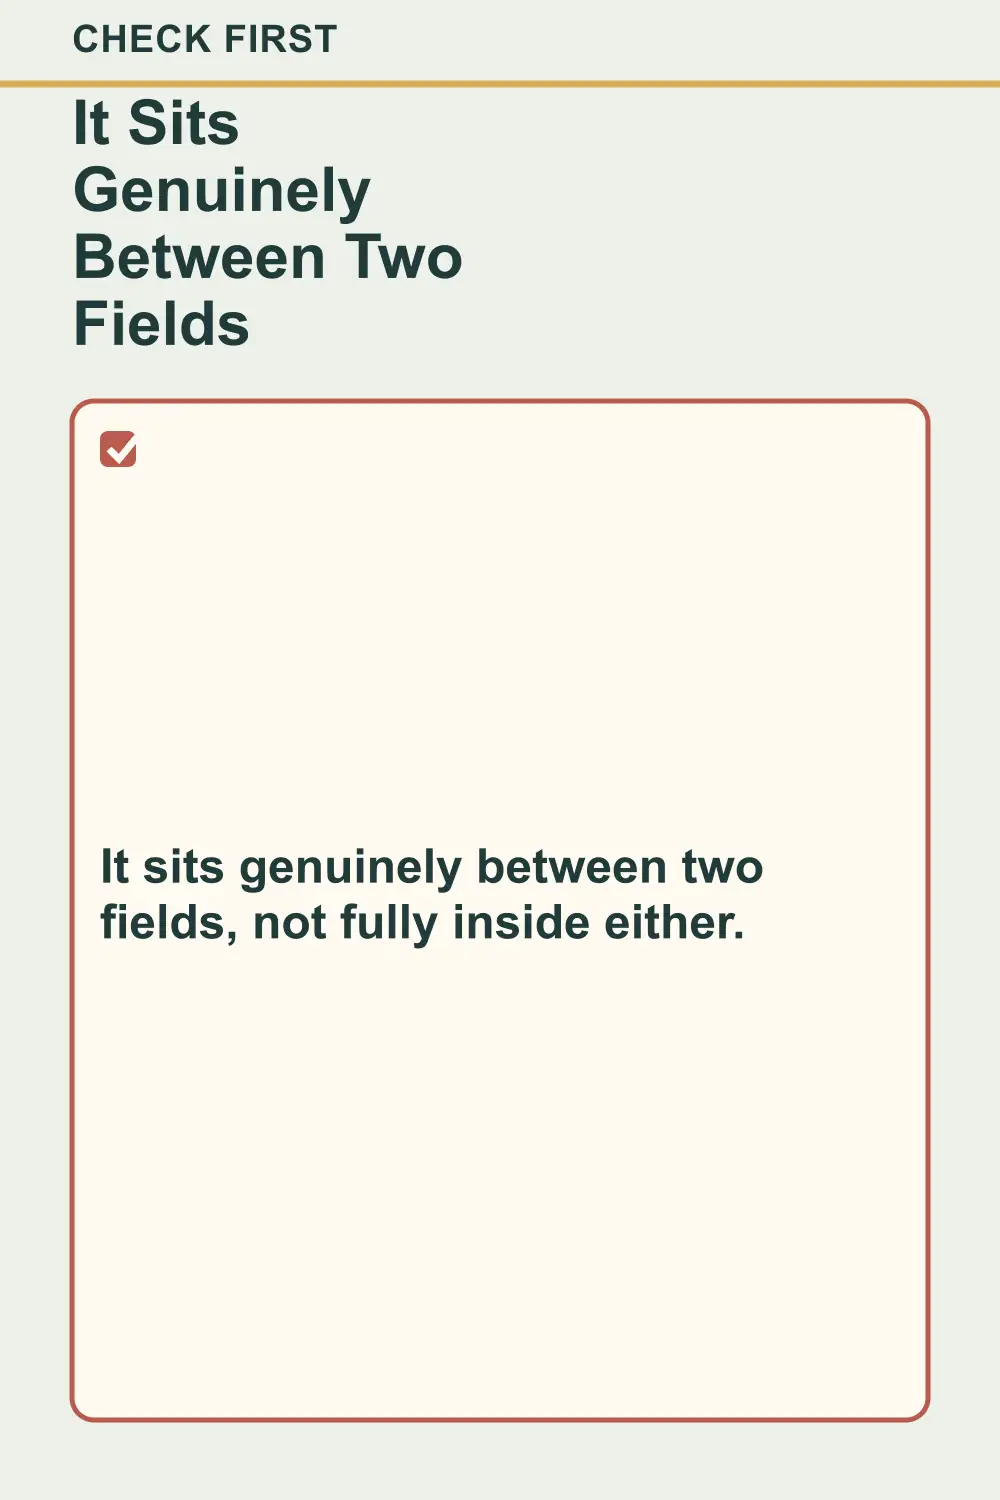 CHECK FIRST
It Sits
Genuinely
Between Two
Fields
It sits genuinely between two
fields, not fully inside either.